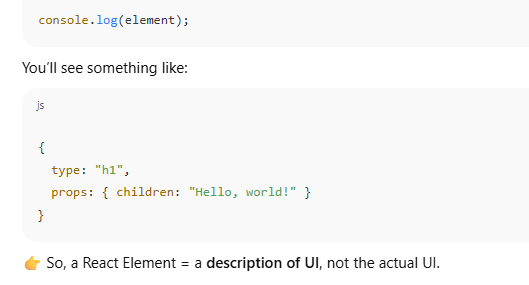 console.log(element);
You'll see something like:
js
{
type: "h1",
props: { children: "Hello, world!" }
}
👉 So, a React Element = a description of UI, not the actual UI.